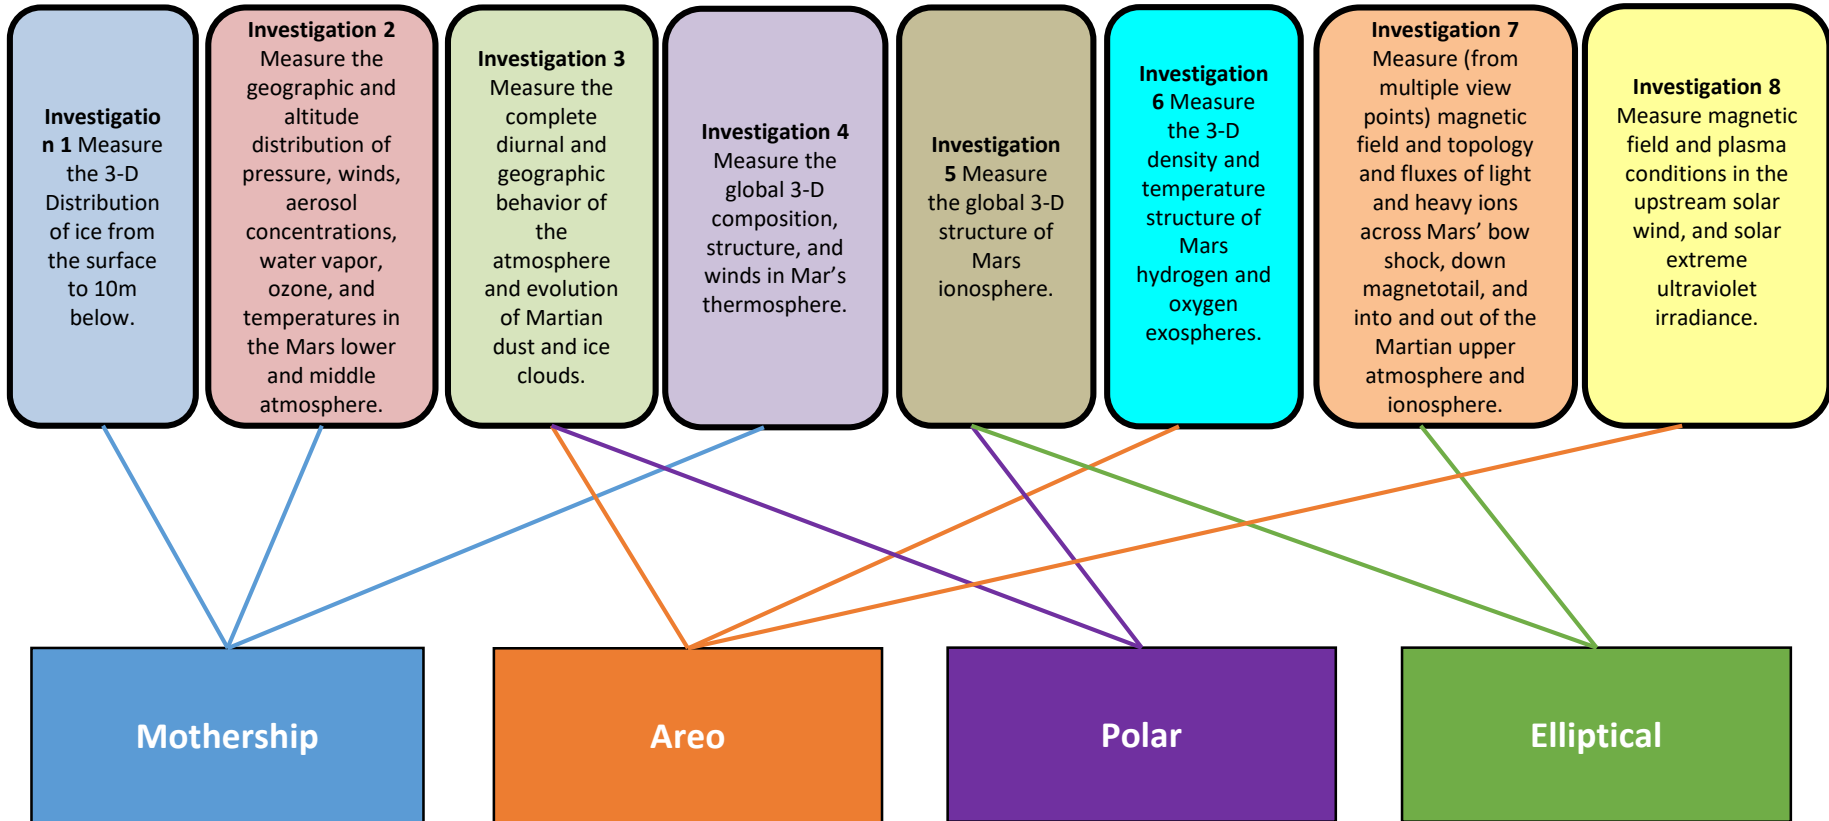 Investigatio
n 1 Measure
the 3-D
Distribution
of ice from
the surface
to 10m
below.
Investigation 2
Measure the
geographic and
altitude
distribution of
pressure, winds,
aerosol
concentrations,
water vapor,
ozone, and
temperatures in
the Mars lower
and middle
atmosphere.
Investigation 3
Measure the
complete
diurnal and
geographic
behavior of
the
atmosphere
and evolution
of Martian
dust and ice
clouds.
Investigation 4
Measure the
global 3-D
composition,
structure, and
winds in Mar’s
thermosphere.
Investigation
5 Measure
the global 3-D
structure of
Mars
ionosphere.
Investigation
6 Measure
the 3-D
density and
temperature
structure of
Mars
hydrogen and
oxygen
exospheres.
Investigation 7
Measure (from
multiple view
points) magnetic
field and topology
and fluxes of light
and heavy ions
across Mars’ bow
shock, down
magnetotail, and
into and out of the
Martian upper
atmosphere and
ionosphere.
Investigation 8
Measure magnetic
field and plasma
conditions in the
upstream solar
wind, and solar
extreme
ultraviolet
irradiance.
Mothership
Areo
Polar
Elliptical